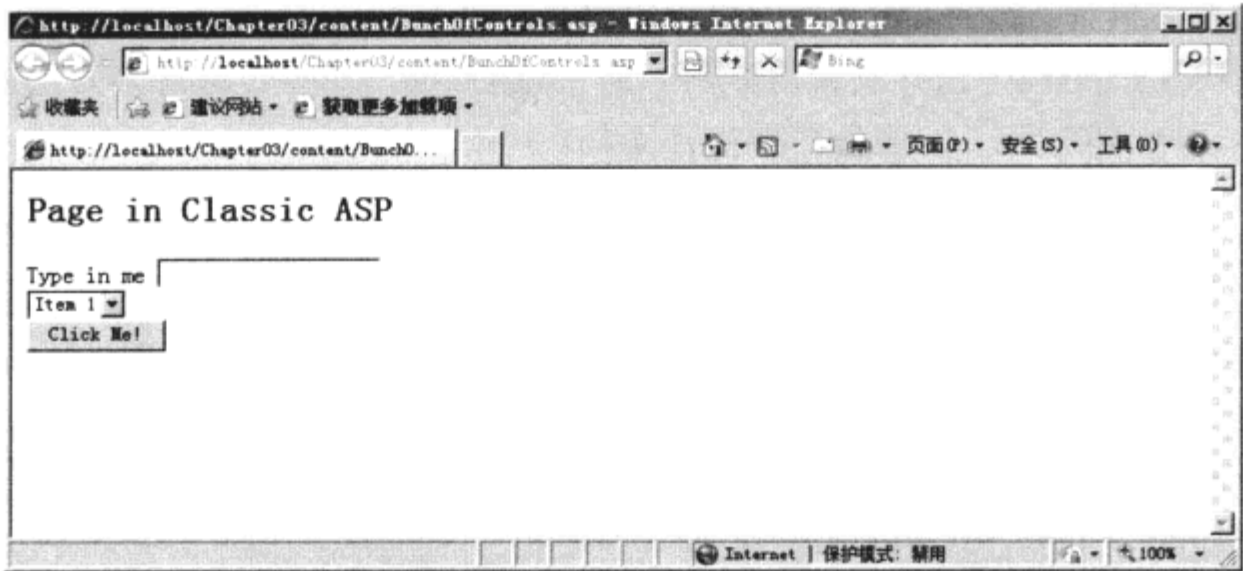 http://localhost/Chapter03/content/BunchOfControls.asp - Windows Internet Explorer
http://localhost/Chapter03/content/BunchOfControls.asp
Bing
收藏夹 建议网站 获取更多加载项
http://localhost/Chapter03/content/BunchO...
页面(P) 安全(S) 工具(O)
Page in Classic ASP
Type in me
Item 1
Click Me!
Internet | 保护模式: 禁用
100%